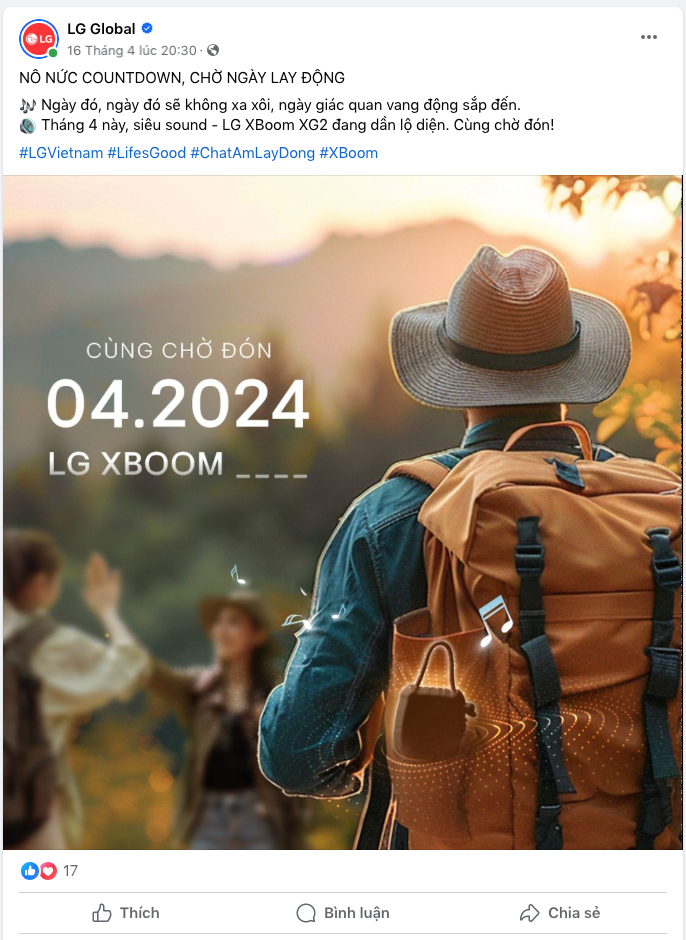 LG
LG Global
16 Tháng 4 lúc 20:30 ·
NÔ NỨC COUNTDOWN, CHỜ NGÀY LAY ĐỘNG
🎶 Ngày đó, ngày đó sẽ không xa xôi, ngày giác quan vang động sắp đến.
🔊 Tháng 4 này, siêu sound - LG XBoom XG2 đang dần lộ diện. Cùng chờ đón!
#LGVietnam #LifesGood #ChatAmLayDong #XBoom
CÙNG CHỜ ĐÓN
04.2024
LG XBOOM _ _ _ _
17
Thích
Bình luận
Chia sẻ